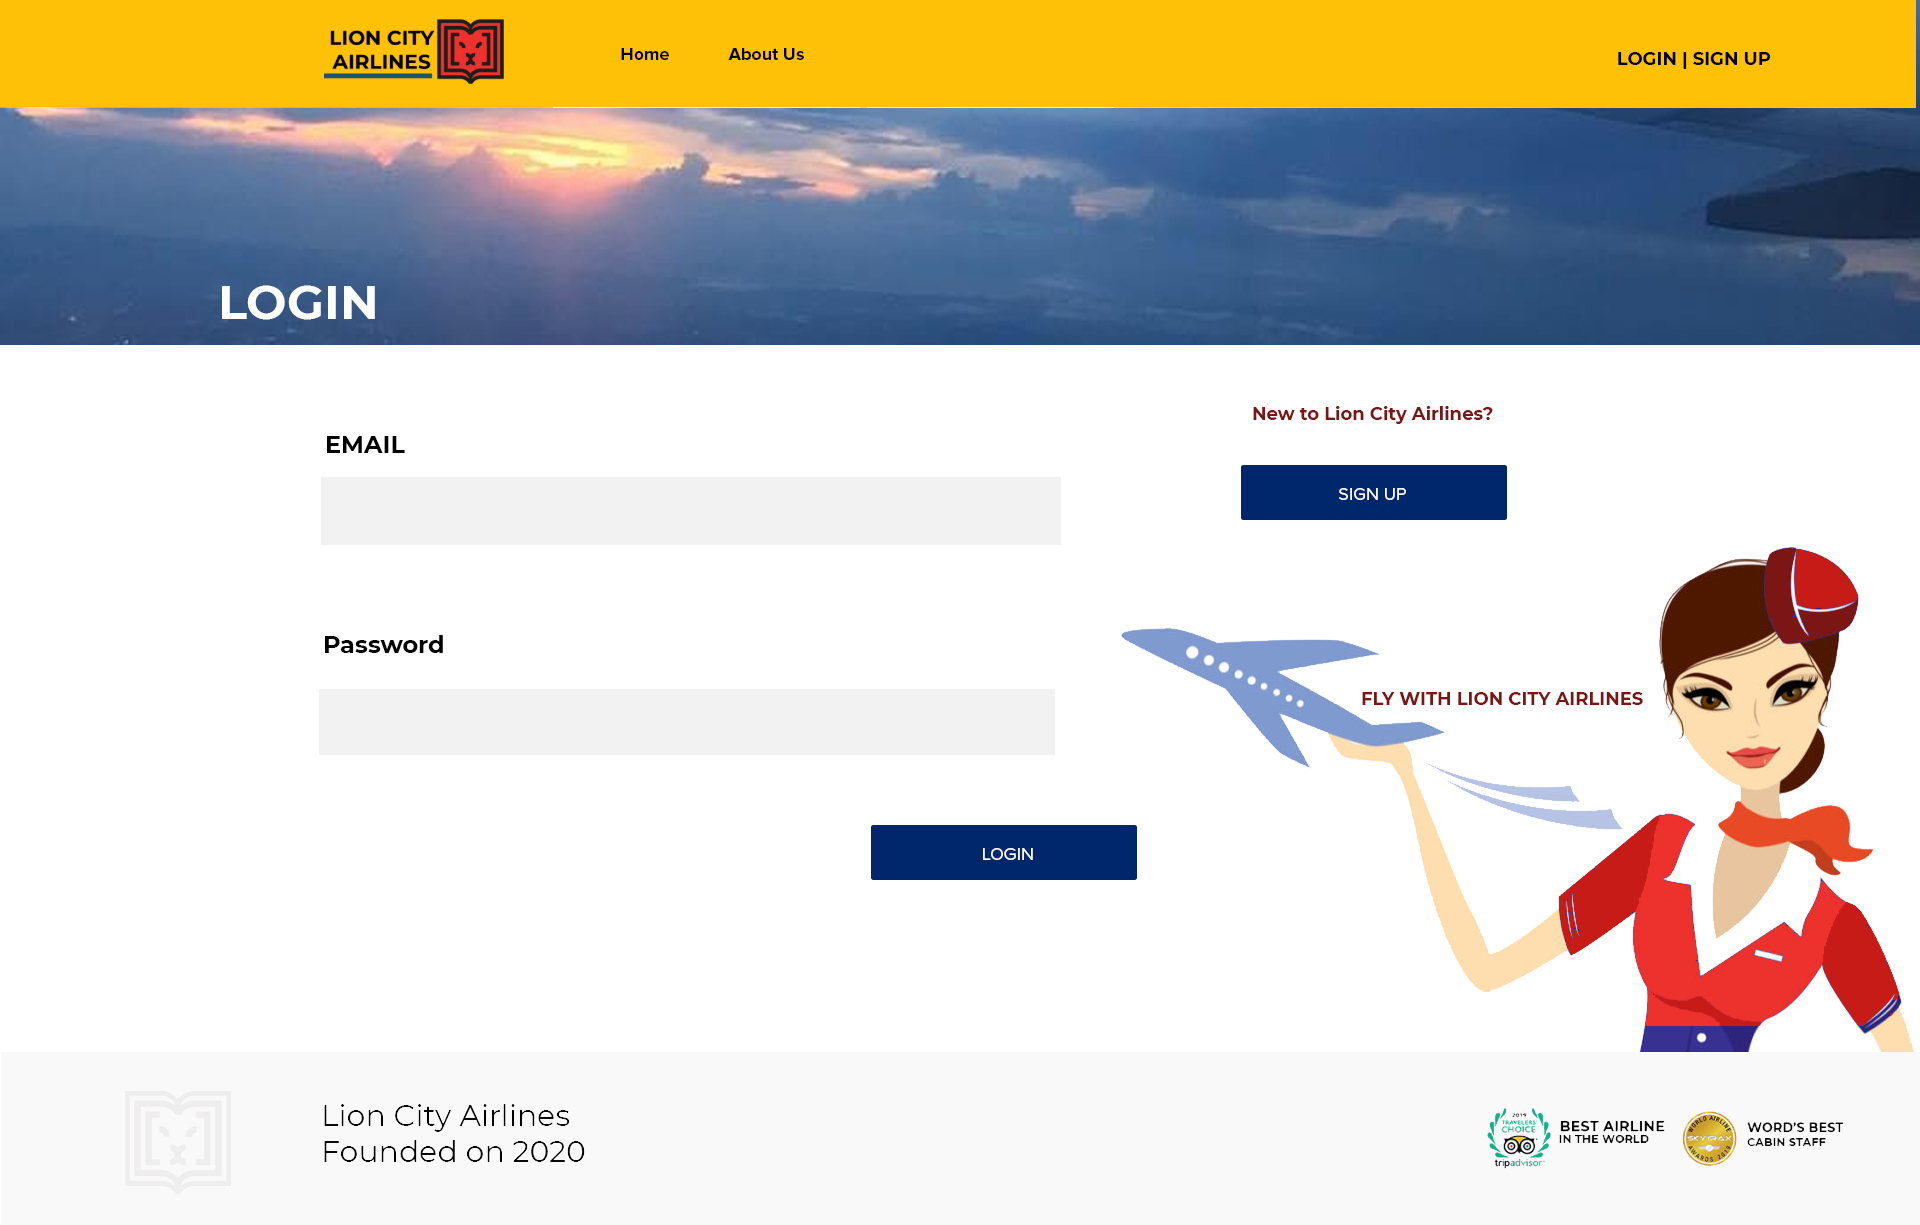 LION CITY
AIRLINES
Home
About Us
LOGIN | SIGN UP
LOGIN
New to Lion City Airlines?
EMAIL
SIGN UP
Password
FLY WITH LION CITY AIRLINES
LOGIN
Lion City Airlines
Founded on 2020
2019
TRAVELERS'
CHOICE
tripadvisor
BEST AIRLINE
IN THE WORLD
WORLD AIRLINE
SKYTRAX
AWARDS 2019
WORD'S BEST
CABIN STAFF